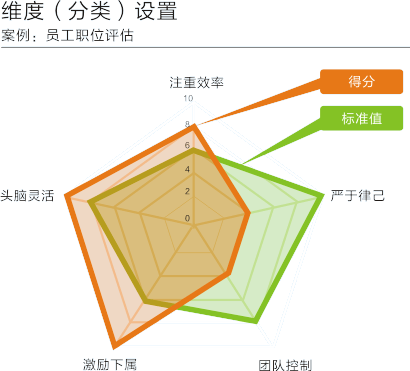 维度（分类）设置
案例：员工职位评估
注重效率
得分
标准值
10
8
6
4
2
0
头脑灵活
严于律己
激励下属
团队控制